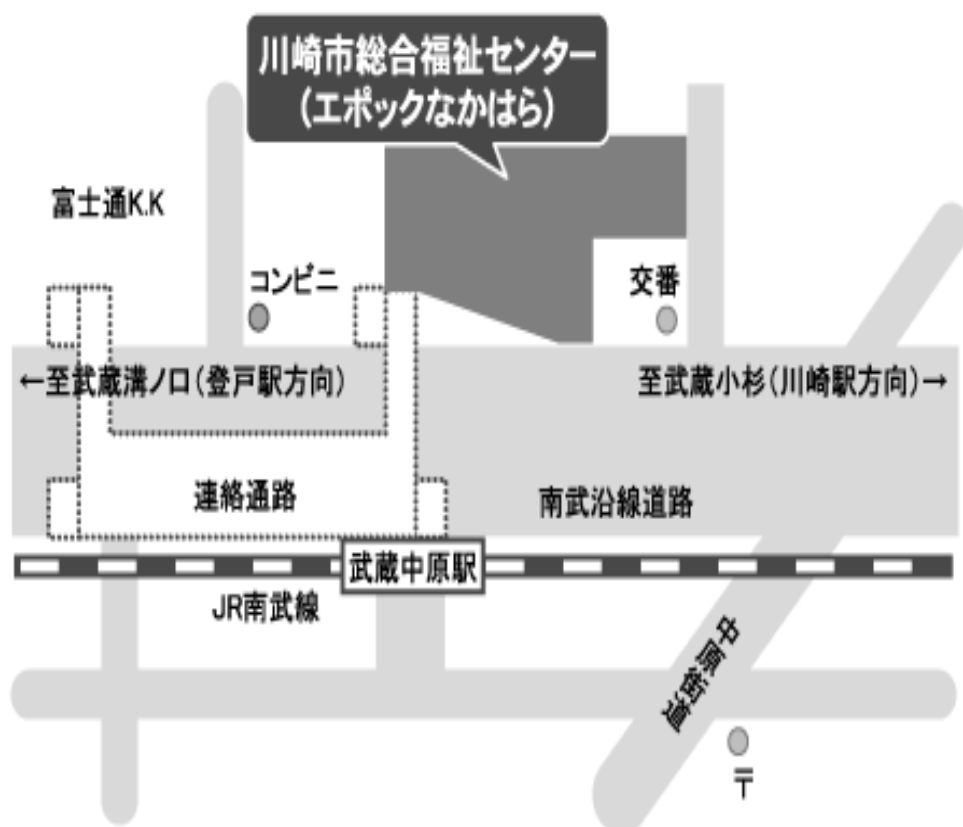 川崎市総合福祉センター
(エポックなかはら)
富士通K.K
コンビニ
交番
←至武蔵溝ノ口(登戸駅方向)
至武蔵小杉(川崎駅方向)→
連絡通路
南武沿線道路
武蔵中原駅
JR南武線
中原街道
〒